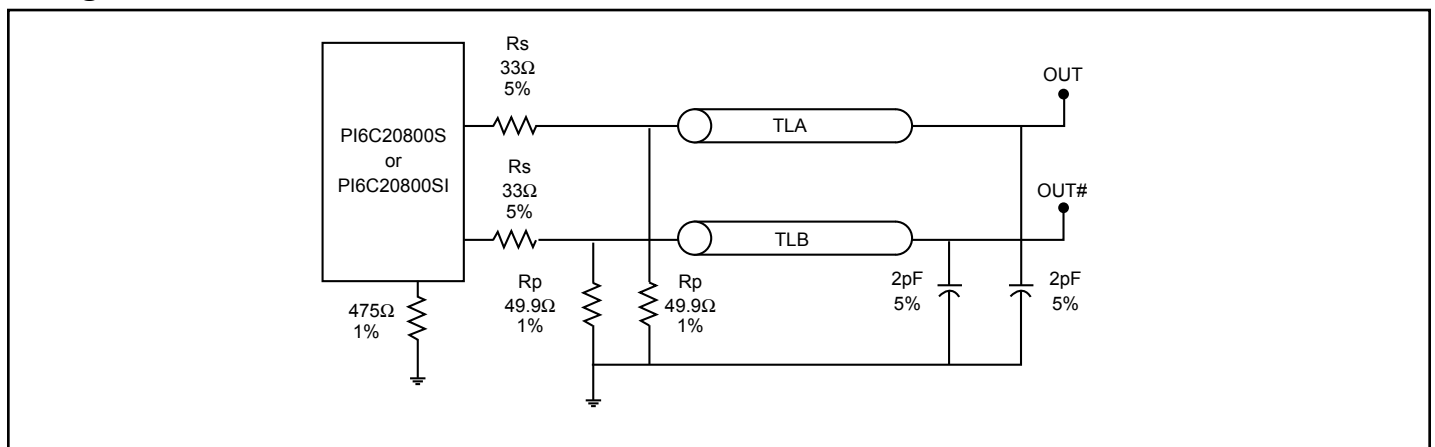 Rs
33Ω
5%
OUT
TLA
PI6C20800S
or
PI6C20800SI
Rs
33Ω
5%
OUT#
TLB
Rp
49.9Ω
1%
Rp
49.9Ω
1%
2pF
5%
2pF
5%
475Ω
1%